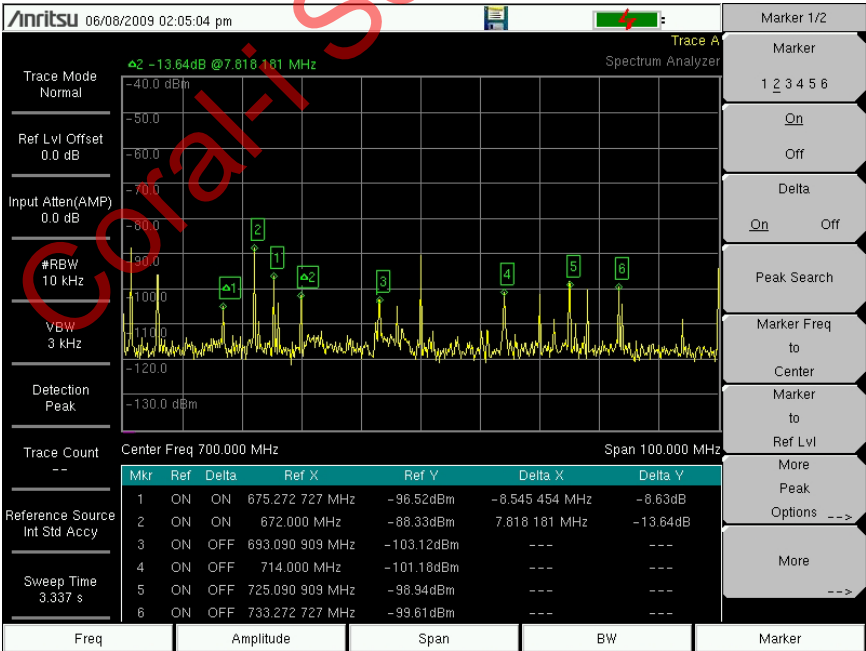 Anritsu 06/08/2009 02:05:04 pm
Marker 1/2
Trace A
Δ2 -13.64dB @7.818 181 MHz
Spectrum Analyzer
Trace Mode
Normal
Ref Lvl Offset
0.0 dB
Input Atten(AMP)
0.0 dB
#RBW
10 kHz
VBW
3 kHz
Detection
Peak
Trace Count
--
Reference Source
Int Std Accy
Sweep Time
3.337 s
-40.0 dBm
-50.0
-60.0
-70.0
-80.0
-90.0
-100.0
-110.0
-120.0
-130.0 dBm
2
1
Δ1
Δ2
3
4
5
6
Center Freq 700.000 MHz
Span 100.000 MHz
Mkr Ref Delta Ref X Ref Y Delta X Delta Y
1 ON ON 675.272 727 MHz -96.52dBm -8.545 454 MHz -8.63dB
2 ON ON 672.000 MHz -88.33dBm 7.818 181 MHz -13.64dB
3 ON OFF 693.090 909 MHz -103.12dBm --- ---
4 ON OFF 714.000 MHz -101.18dBm --- ---
5 ON OFF 725.090 909 MHz -98.94dBm --- ---
6 ON OFF 733.272 727 MHz -99.61dBm --- ---
Marker
1 2 3 4 5 6
On
Off
Delta
On Off
Peak Search
Marker Freq
to
Center
Marker
to
Ref Lvl
More
Peak
Options -->
More
-->
Freq
Amplitude
Span
BW
Marker